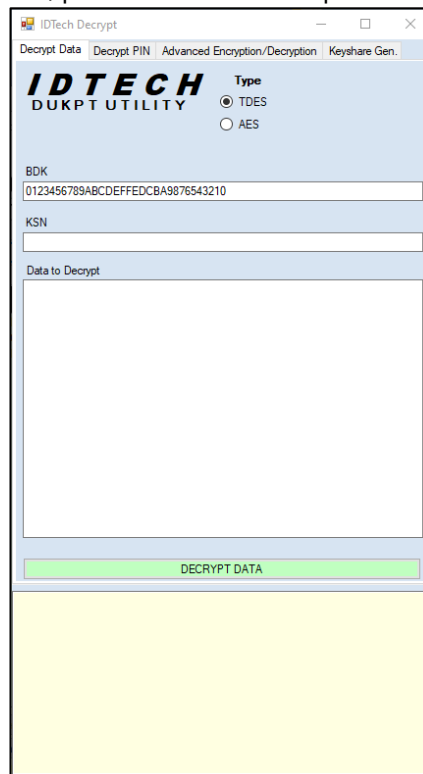 IDTech Decrypt
Decrypt Data Decrypt PIN Advanced Encryption/Decryption Keyshare Gen.
IDTECH
DUKPT UTILITY
Type
TDES
AES
BDK
0123456789ABCDEFFEDCBA9876543210
KSN
Data to Decrypt
DECRYPT DATA